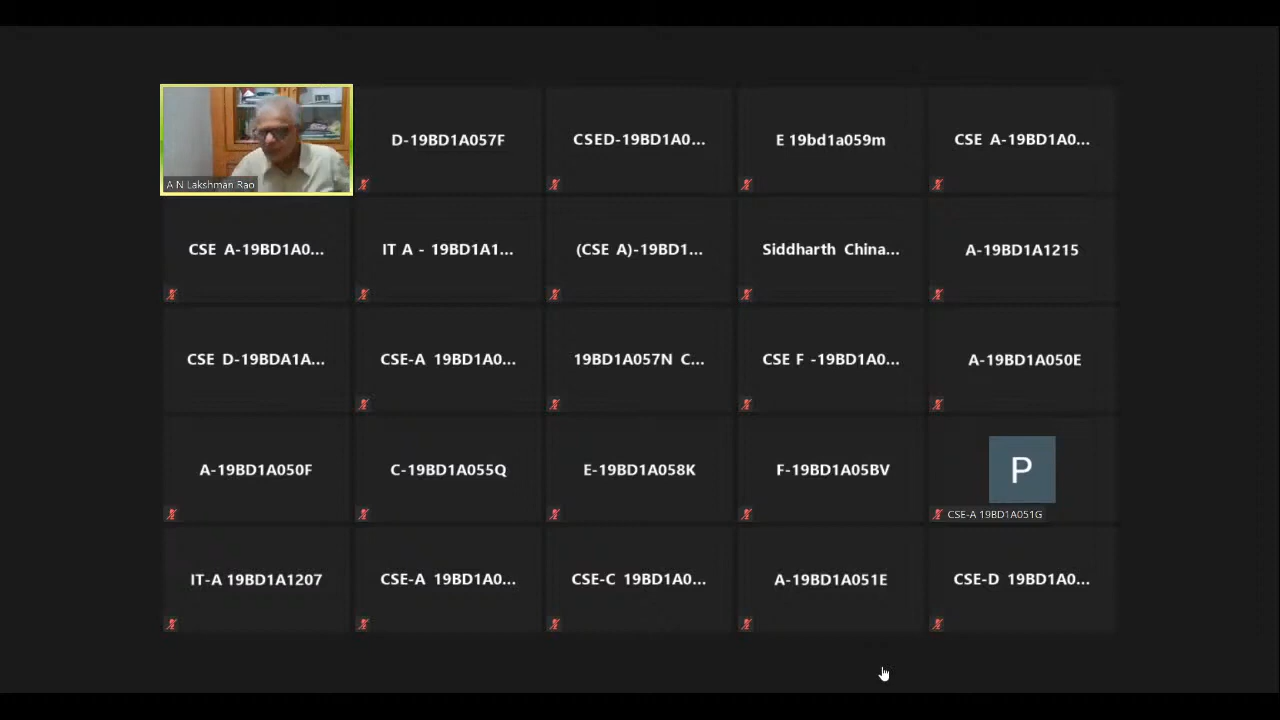 A N Lakshman Rao
D-19BD1A057F
CSED-19BD1A0...
E 19bd1a059m
CSE A-19BD1A0...
CSE A-19BD1A0...
IT A - 19BD1A1...
(CSE A)-19BD1...
Siddharth China...
A-19BD1A1215
CSE D-19BDA1A...
CSE-A 19BD1A0...
19BD1A057N C...
CSE F -19BD1A0...
A-19BD1A050E
A-19BD1A050F
C-19BD1A055Q
E-19BD1A058K
F-19BD1A05BV
P
CSE-A 19BD1A051G
IT-A 19BD1A1207
CSE-A 19BD1A0...
CSE-C 19BD1A0...
A-19BD1A051E
CSE-D 19BD1A0...